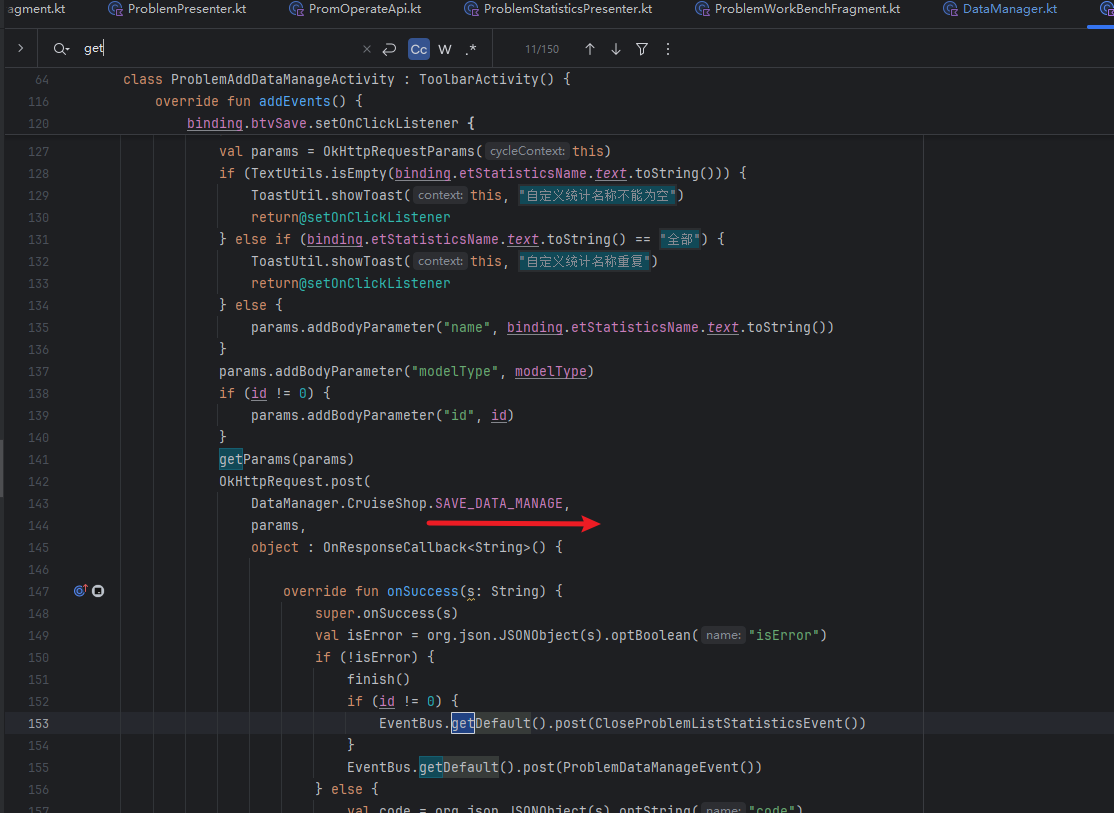 agment.kt ProblemPresenter.kt PromOperateApi.kt ProblemStatisticsPresenter.kt ProblemWorkBenchFragment.kt DataManager.kt
get Cc W .* 11/150
64 class ProblemAddDataManageActivity : ToolbarActivity() {
116 override fun addEvents() {
120 binding.btvSave.setOnClickListener {
127 val params = OkHttpRequestParams( cycleContext: this)
128 if (TextUtils.isEmpty(binding.etStatisticsName.text.toString())) {
129 ToastUtil.showToast( context: this, "自定义统计名称不能为空")
130 return@setOnClickListener
131 } else if (binding.etStatisticsName.text.toString() == "全部") {
132 ToastUtil.showToast( context: this, "自定义统计名称重复")
133 return@setOnClickListener
134 } else {
135 params.addBodyParameter("name", binding.etStatisticsName.text.toString())
136 }
137 params.addBodyParameter("modelType", modelType)
138 if (id != 0) {
139 params.addBodyParameter("id", id)
140 }
141 getParams(params)
142 OkHttpRequest.post(
143 DataManager.CruiseShop.SAVE_DATA_MANAGE,
144 params,
145 object : OnResponseCallback<String>() {
146
147 override fun onSuccess(s: String) {
148 super.onSuccess(s)
149 val isError = org.json.JSONObject(s).optBoolean( name: "isError")
150 if (!isError) {
151 finish()
152 if (id != 0) {
153 EventBus.getDefault().post(CloseProblemListStatisticsEvent())
154 }
155 EventBus.getDefault().post(ProblemDataManageEvent())
156 } else {
157 val code = org.json.JSONObject(s).optString( name: "code")